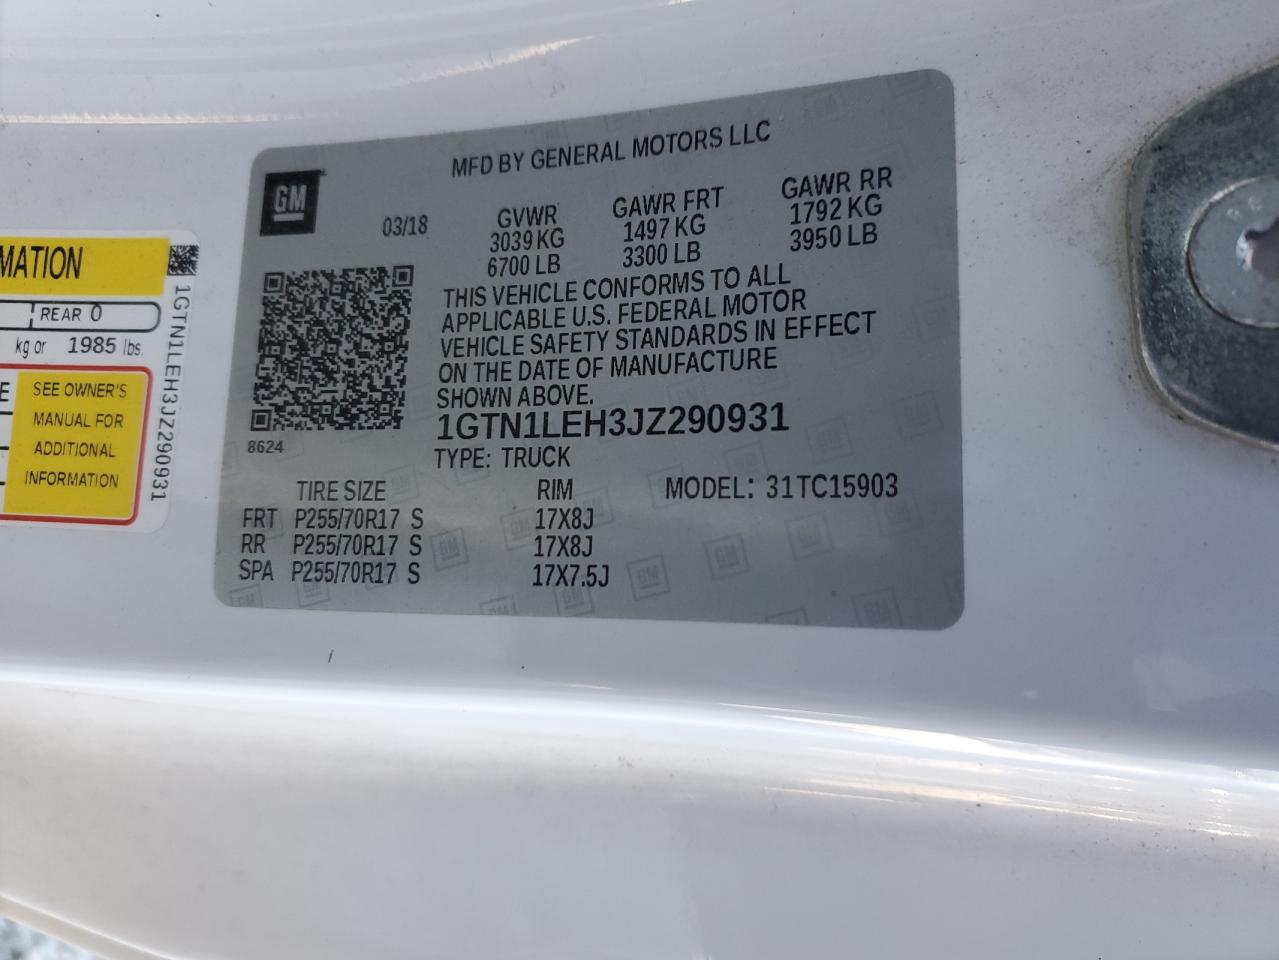 MATION
REAR 0
kg or 1985 lbs.
E
SEE OWNER'S
MANUAL FOR
ADDITIONAL
INFORMATION
1GTN1LEH3JZ290931
GM
MFD BY GENERAL MOTORS LLC
03/18
GVWR GAWR FRT GAWR RR
3039 KG 1497 KG 1792 KG
6700 LB 3300 LB 3950 LB
THIS VEHICLE CONFORMS TO ALL
APPLICABLE U.S. FEDERAL MOTOR
VEHICLE SAFETY STANDARDS IN EFFECT
ON THE DATE OF MANUFACTURE
SHOWN ABOVE.
1GTN1LEH3JZ290931
8624
TYPE: TRUCK
TIRE SIZE RIM MODEL: 31TC15903
FRT P255/70R17 S 17X8J
RR P255/70R17 S 17X8J
SPA P255/70R17 S 17X7.5J